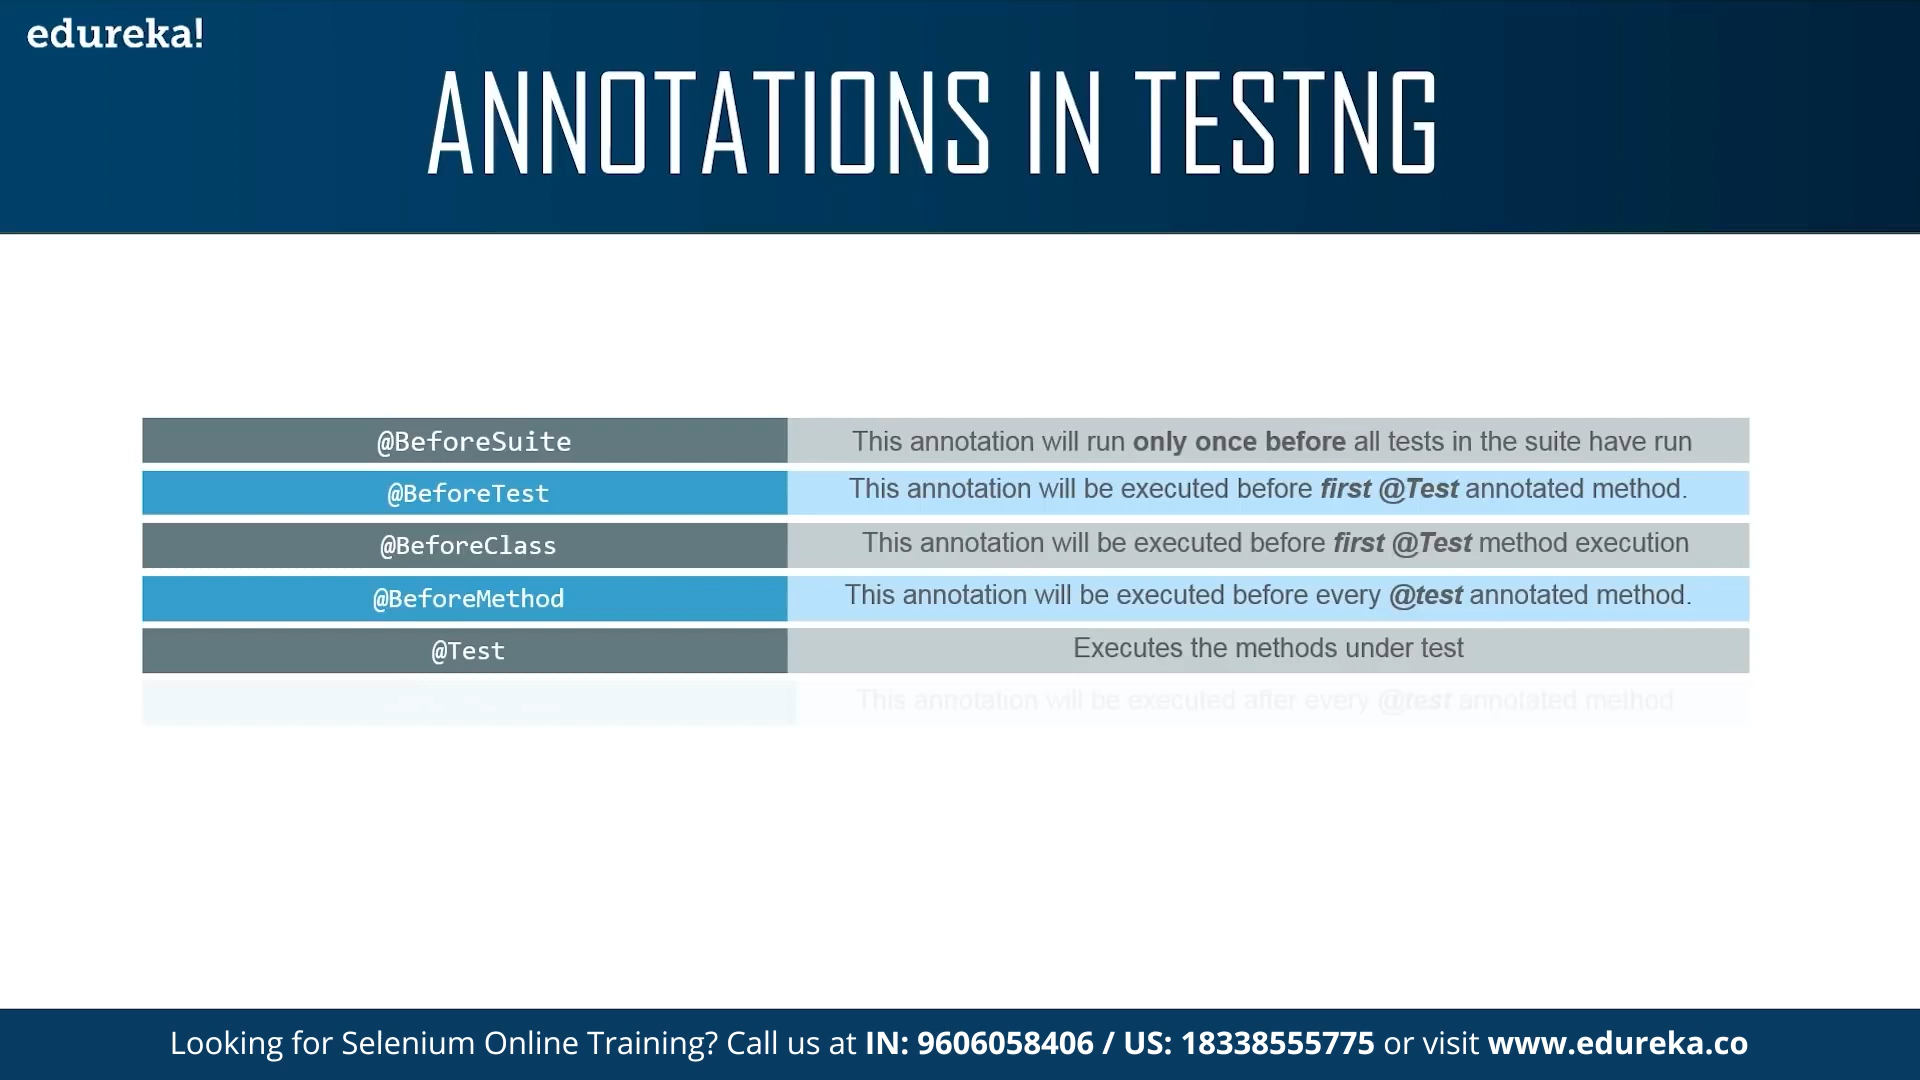 edureka!
ANNOTATIONS IN TESTNG
@BeforeSuite This annotation will run only once before all tests in the suite have run
@BeforeTest This annotation will be executed before first @Test annotated method.
@BeforeClass This annotation will be executed before first @Test method execution
@BeforeMethod This annotation will be executed before every @test annotated method.
@Test Executes the methods under test
This annotation will be executed after every @test annotated method
Looking for Selenium Online Training? Call us at IN: 9606058406 / US: 18338555775 or visit www.edureka.co